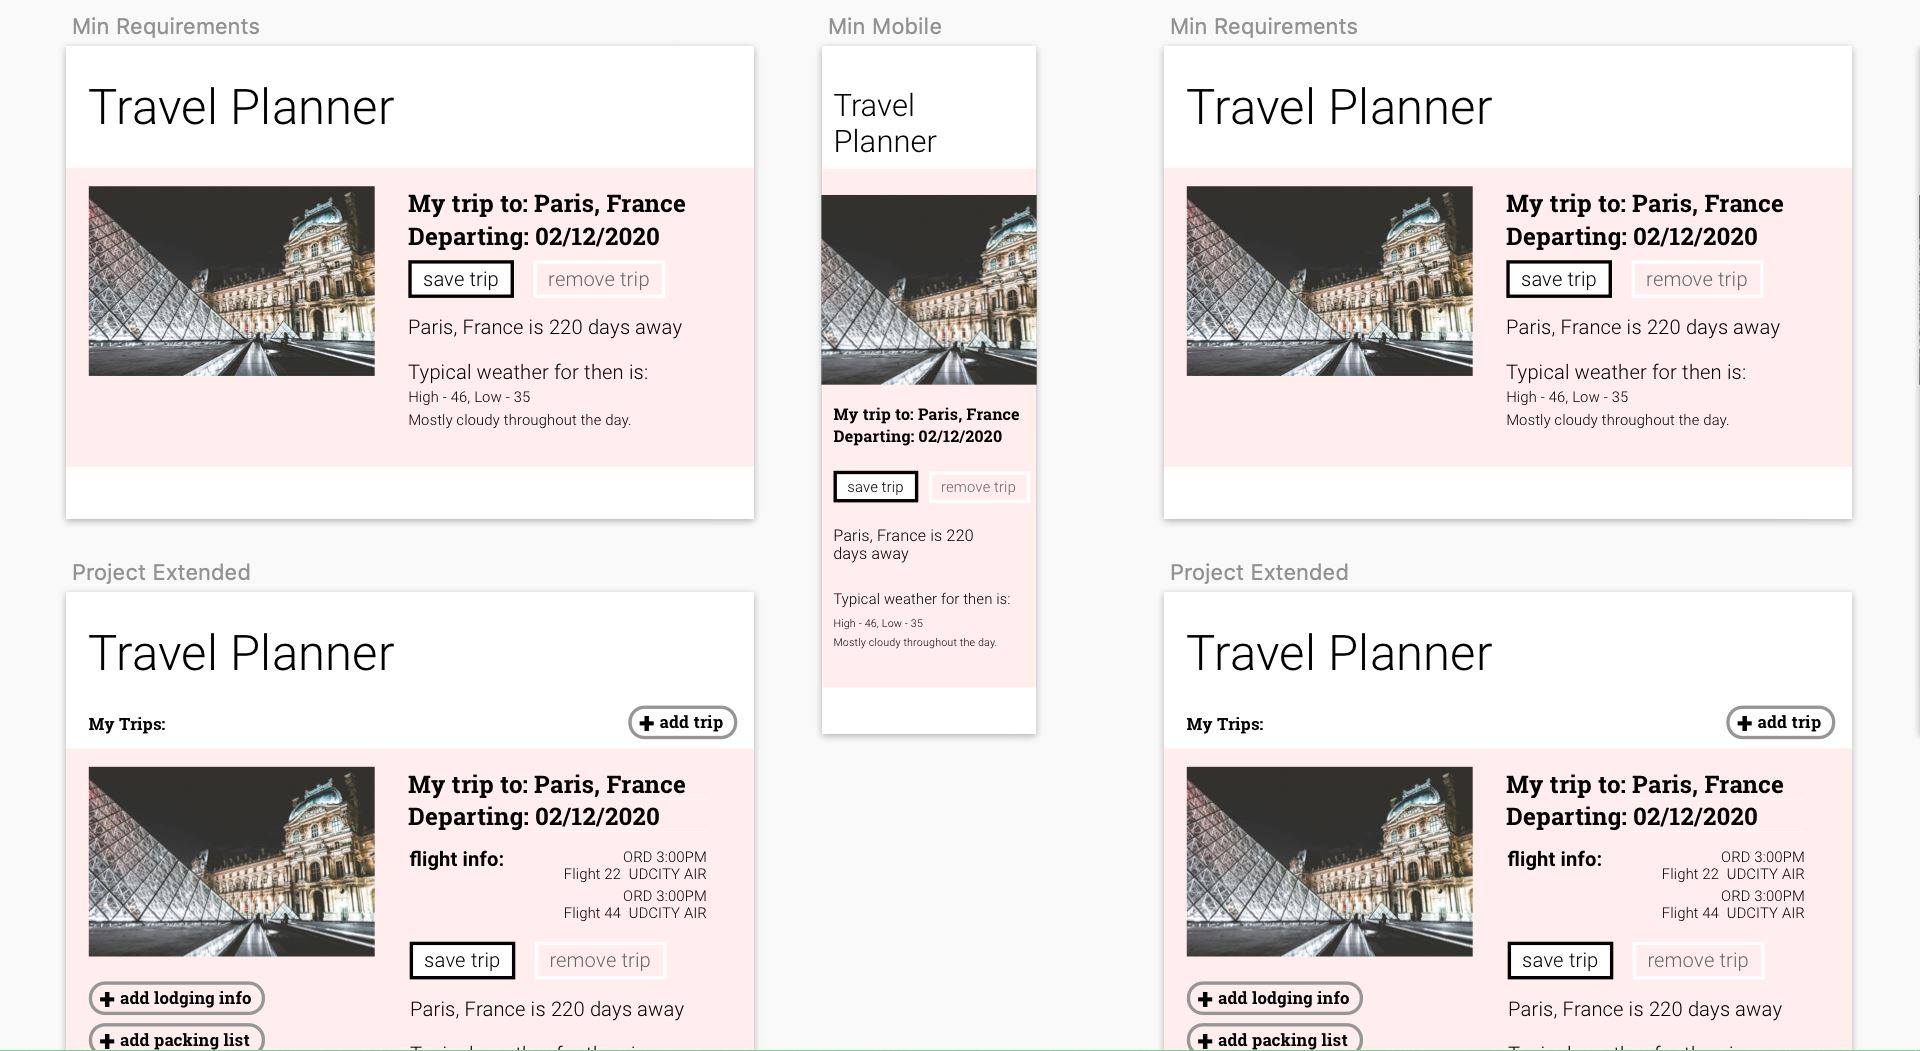 Min Requirements
Travel Planner
My trip to: Paris, France
Departing: 02/12/2020
save trip
remove trip
Paris, France is 220 days away
Typical weather for then is:
High - 46, Low - 35
Mostly cloudy throughout the day.
Min Mobile
Travel
Planner
My trip to: Paris, France
Departing: 02/12/2020
save trip
remove trip
Paris, France is 220
days away
Typical weather for then is:
High - 46, Low - 35
Mostly cloudy throughout the day.
Min Requirements
Travel Planner
My trip to: Paris, France
Departing: 02/12/2020
save trip
remove trip
Paris, France is 220 days away
Typical weather for then is:
High - 46, Low - 35
Mostly cloudy throughout the day.
Project Extended
Travel Planner
My Trips:
+ add trip
My trip to: Paris, France
Departing: 02/12/2020
flight info:
ORD 3:00PM
Flight 22 UDCITY AIR
ORD 3:00PM
Flight 44 UDCITY AIR
save trip
remove trip
+ add lodging info
+ add packing list
Paris, France is 220 days away
Project Extended
Travel Planner
My Trips:
+ add trip
My trip to: Paris, France
Departing: 02/12/2020
flight info:
ORD 3:00PM
Flight 22 UDCITY AIR
ORD 3:00PM
Flight 44 UDCITY AIR
save trip
remove trip
+ add lodging info
+ add packing list
Paris, France is 220 days away